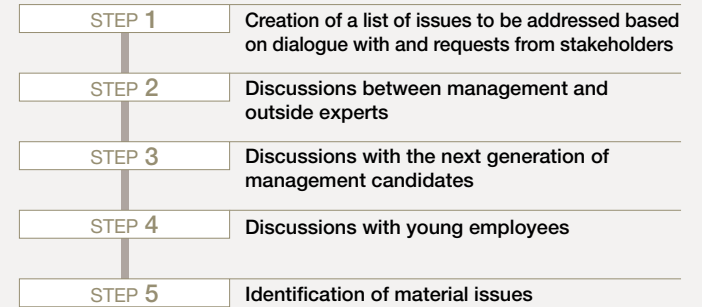 STEP 1
Creation of a list of issues to be addressed based
on dialogue with and requests from stakeholders
STEP 2
Discussions between management and
outside experts
STEP 3
Discussions with the next generation of
management candidates
STEP 4
Discussions with young employees
STEP 5
Identification of material issues